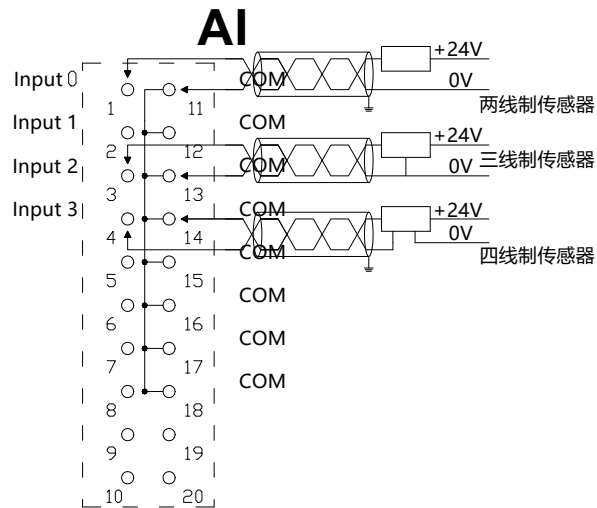 AI
+24V
Input 0 COM 0V
1 11 两线制传感器
Input 1 COM +24V
2 12 三线制传感器
Input 2 COM 0V
3 13
Input 3 COM +24V
4 14 0V
COM 四线制传感器
5 15
COM
6 16
COM
7 17
COM
8 18
9 19
10 20